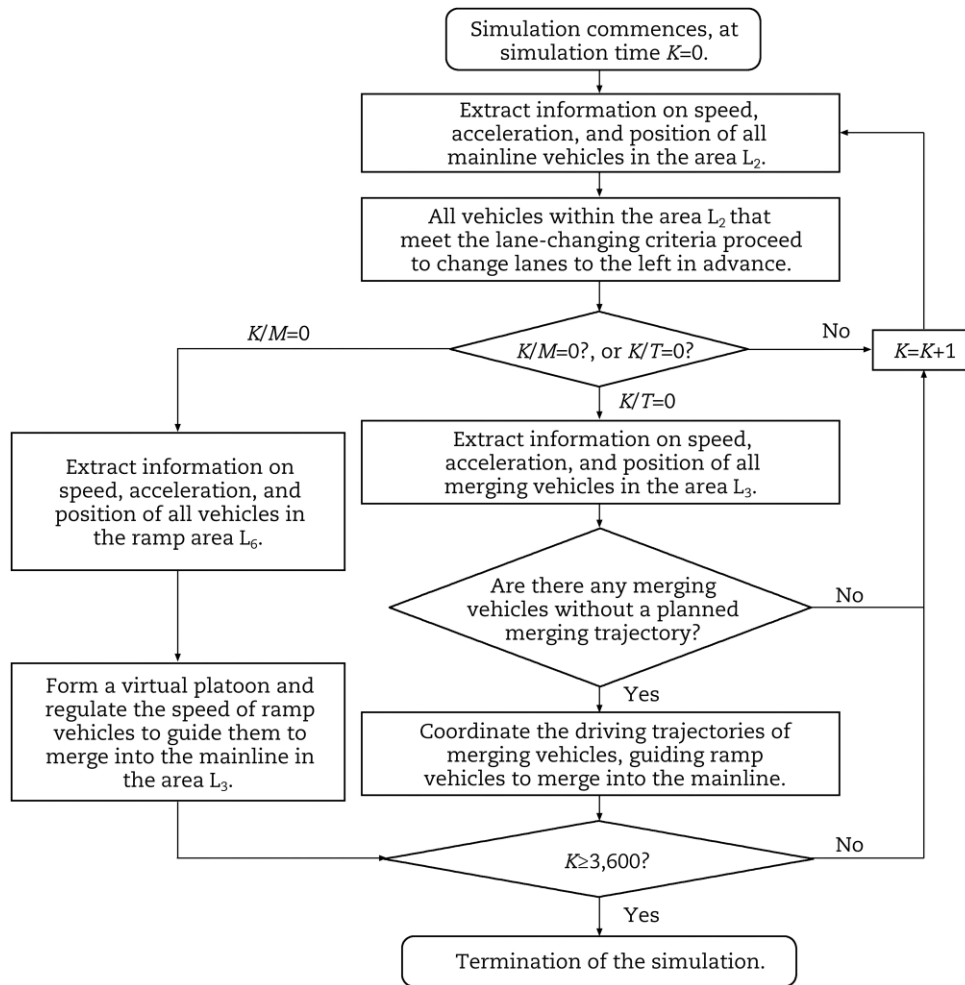 Simulation commences, at
simulation time K=0.
Extract information on speed,
acceleration, and position of all
mainline vehicles in the area L₂.
All vehicles within the area L₂ that
meet the lane-changing criteria proceed
to change lanes to the left in advance.
K/M=0
K/M=0?, or K/T=0?
No
K=K+1
K/T=0
Extract information on
speed, acceleration, and
position of all vehicles in
the ramp area L₆.
Extract information on speed,
acceleration, and position of all
merging vehicles in the area L₃.
Are there any merging
vehicles without a planned
merging trajectory?
No
Yes
Form a virtual platoon and
regulate the speed of ramp
vehicles to guide them to
merge into the mainline in
the area L₃.
Coordinate the driving trajectories of
merging vehicles, guiding ramp
vehicles to merge into the mainline.
K≥3,600?
No
Yes
Termination of the simulation.